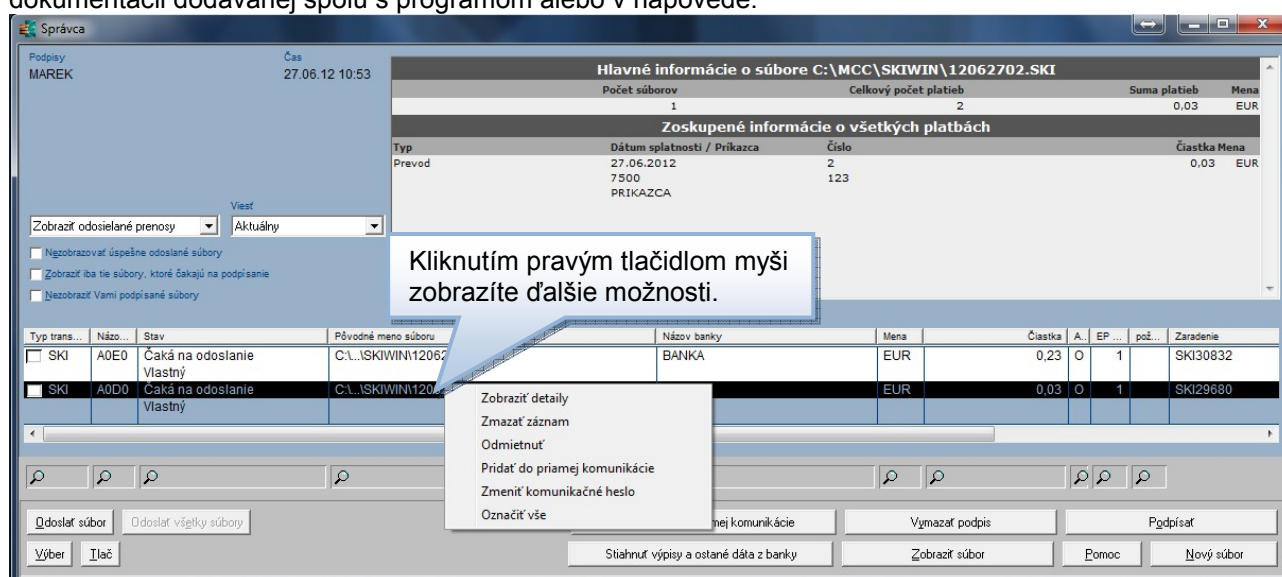 dokumentácii dodávanej spolu s programom alebo v nápovede.
Správca
Podpisy Čas
MAREK 27.06.12 10:53
Hlavné informácie o súbore C:\MCC\SKIWIN\12062702.SKI
Počet súborov Celkový počet platieb Suma platieb Mena
1 2 0,03 EUR
Zoskupené informácie o všetkých platbách
Typ Dátum splatnosti / Príkazca Číslo Čiastka Mena
Prevod 27.06.2012 2 0,03 EUR
7500 123
PRIKAZCA
Viesť
Zobraziť odosielané prenosy Aktuálny
Nezobrazovať úspešne odoslané súbory
Zobraziť iba tie súbory, ktoré čakajú na podpísanie
Nezobraziť Vami podpísané súbory
Kliknutím pravým tlačidlom myši
zobrazíte ďalšie možnosti.
Typ trans... Názo... Stav Pôvodné meno súboru Názov banky Mena Čiastka A.. EP ... pož... Zaradenie
SKI A0E0 Čaká na odoslanie C:\...\SKIWIN\12062 BANKA EUR 0,23 O 1 SKI30832
Vlastný
SKI A0D0 Čaká na odoslanie C:\...\SKIWIN\120 EUR 0,03 O 1 SKI29680
Vlastný
Zobraziť detaily
Zmazať záznam
Odmietnuť
Pridať do priamej komunikácie
Zmeniť komunikačné heslo
Označiť vše
Odoslať súbor Odoslať všetky súbory mej komunikácie Vymazať podpis Podpísať
Výber Tlač Stiahnuť výpisy a ostané dáta z banky Zobraziť súbor Pomoc Nový súbor